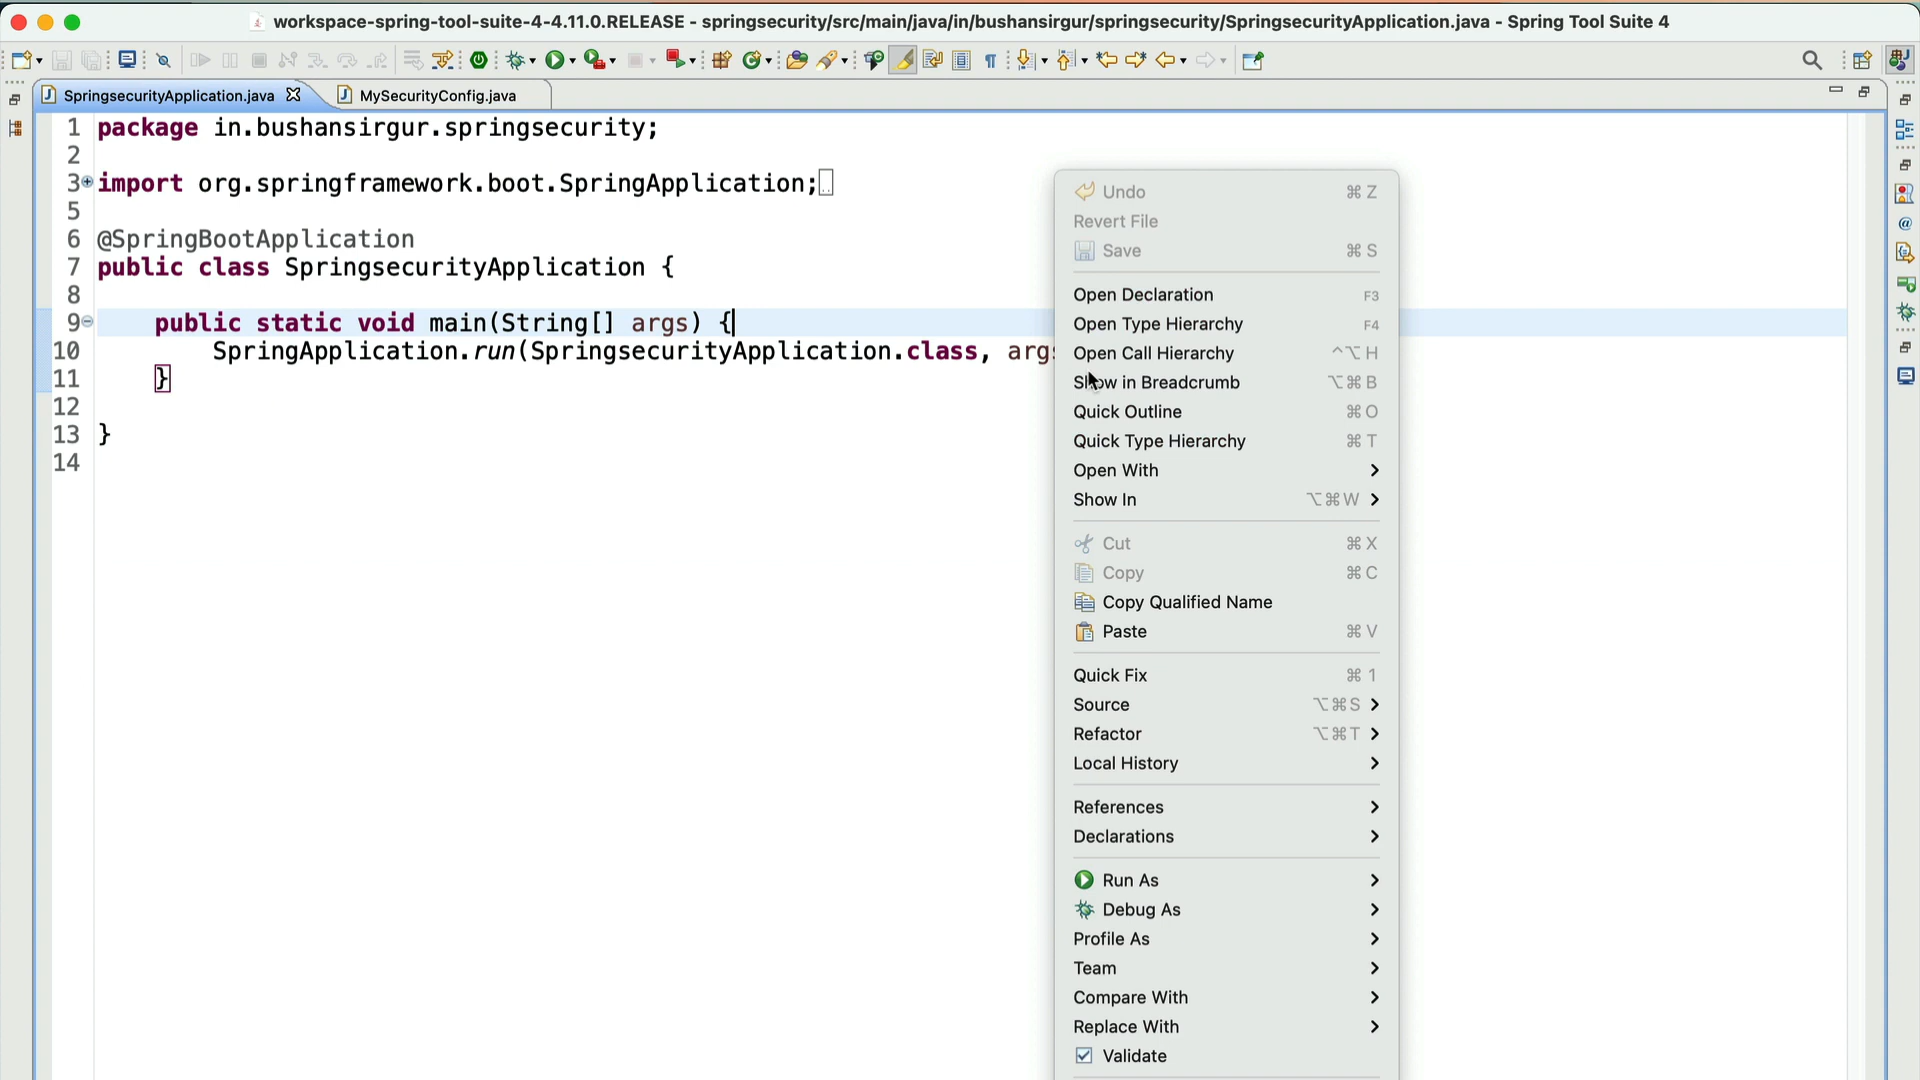 workspace-spring-tool-suite-4-4.11.0.RELEASE - springsecurity/src/main/java/in/bushansirgur/springsecurity/SpringsecurityApplication.java - Spring Tool Suite 4
SpringsecurityApplication.java
MySecurityConfig.java
1 package in.bushansirgur.springsecurity;
2
3 import org.springframework.boot.SpringApplication;
5
6 @SpringBootApplication
7 public class SpringsecurityApplication {
8
9 public static void main(String[] args) {
10 SpringApplication.run(SpringsecurityApplication.class, args
11 }
12
13 }
14
Undo ⌘ Z
Revert File
Save ⌘ S
Open Declaration F3
Open Type Hierarchy F4
Open Call Hierarchy ^⌥ H
Show in Breadcrumb ⌥⌘ B
Quick Outline ⌘ O
Quick Type Hierarchy ⌘ T
Open With
Show In ⌥⌘ W
Cut ⌘ X
Copy ⌘ C
Copy Qualified Name
Paste ⌘ V
Quick Fix ⌘ 1
Source ⌥⌘ S
Refactor ⌥⌘ T
Local History
References
Declarations
Run As
Debug As
Profile As
Team
Compare With
Replace With
Validate